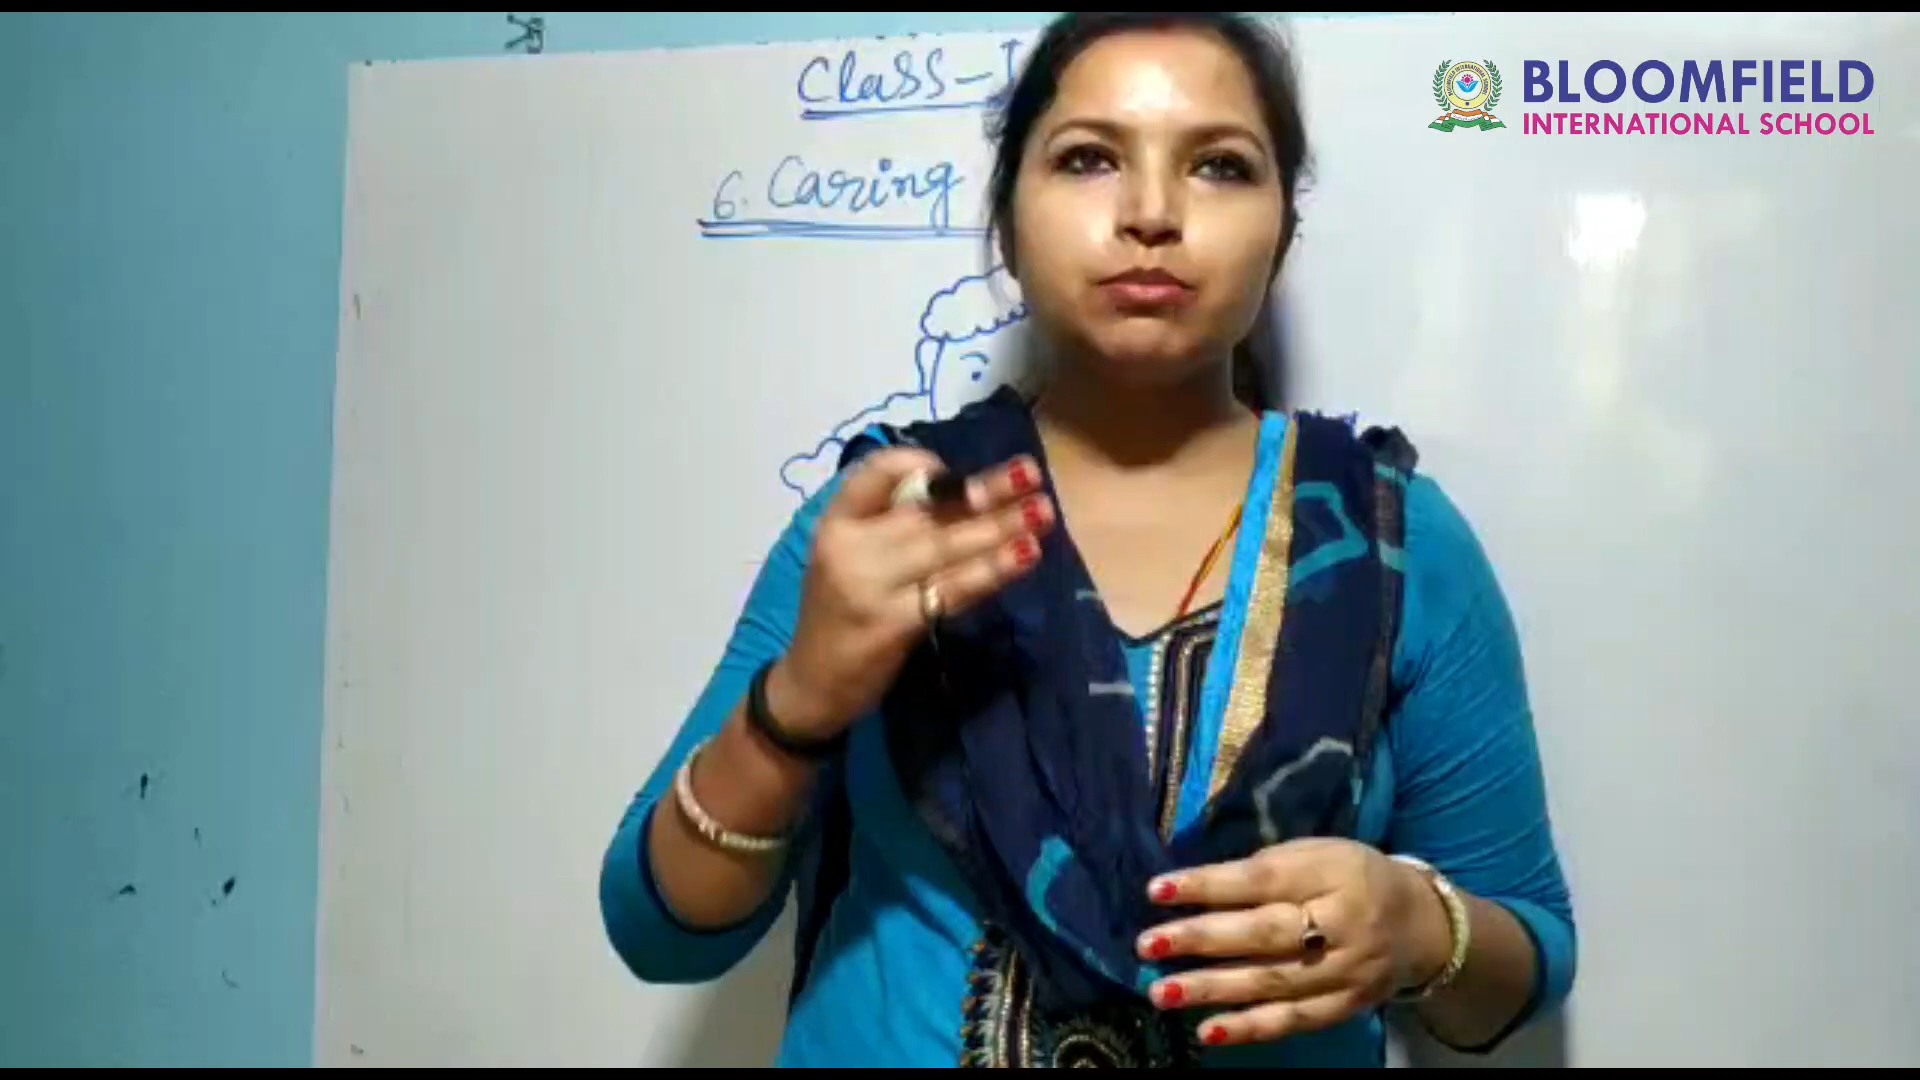 Class-I
6. Caring
BLOOMFIELD
INTERNATIONAL SCHOOL